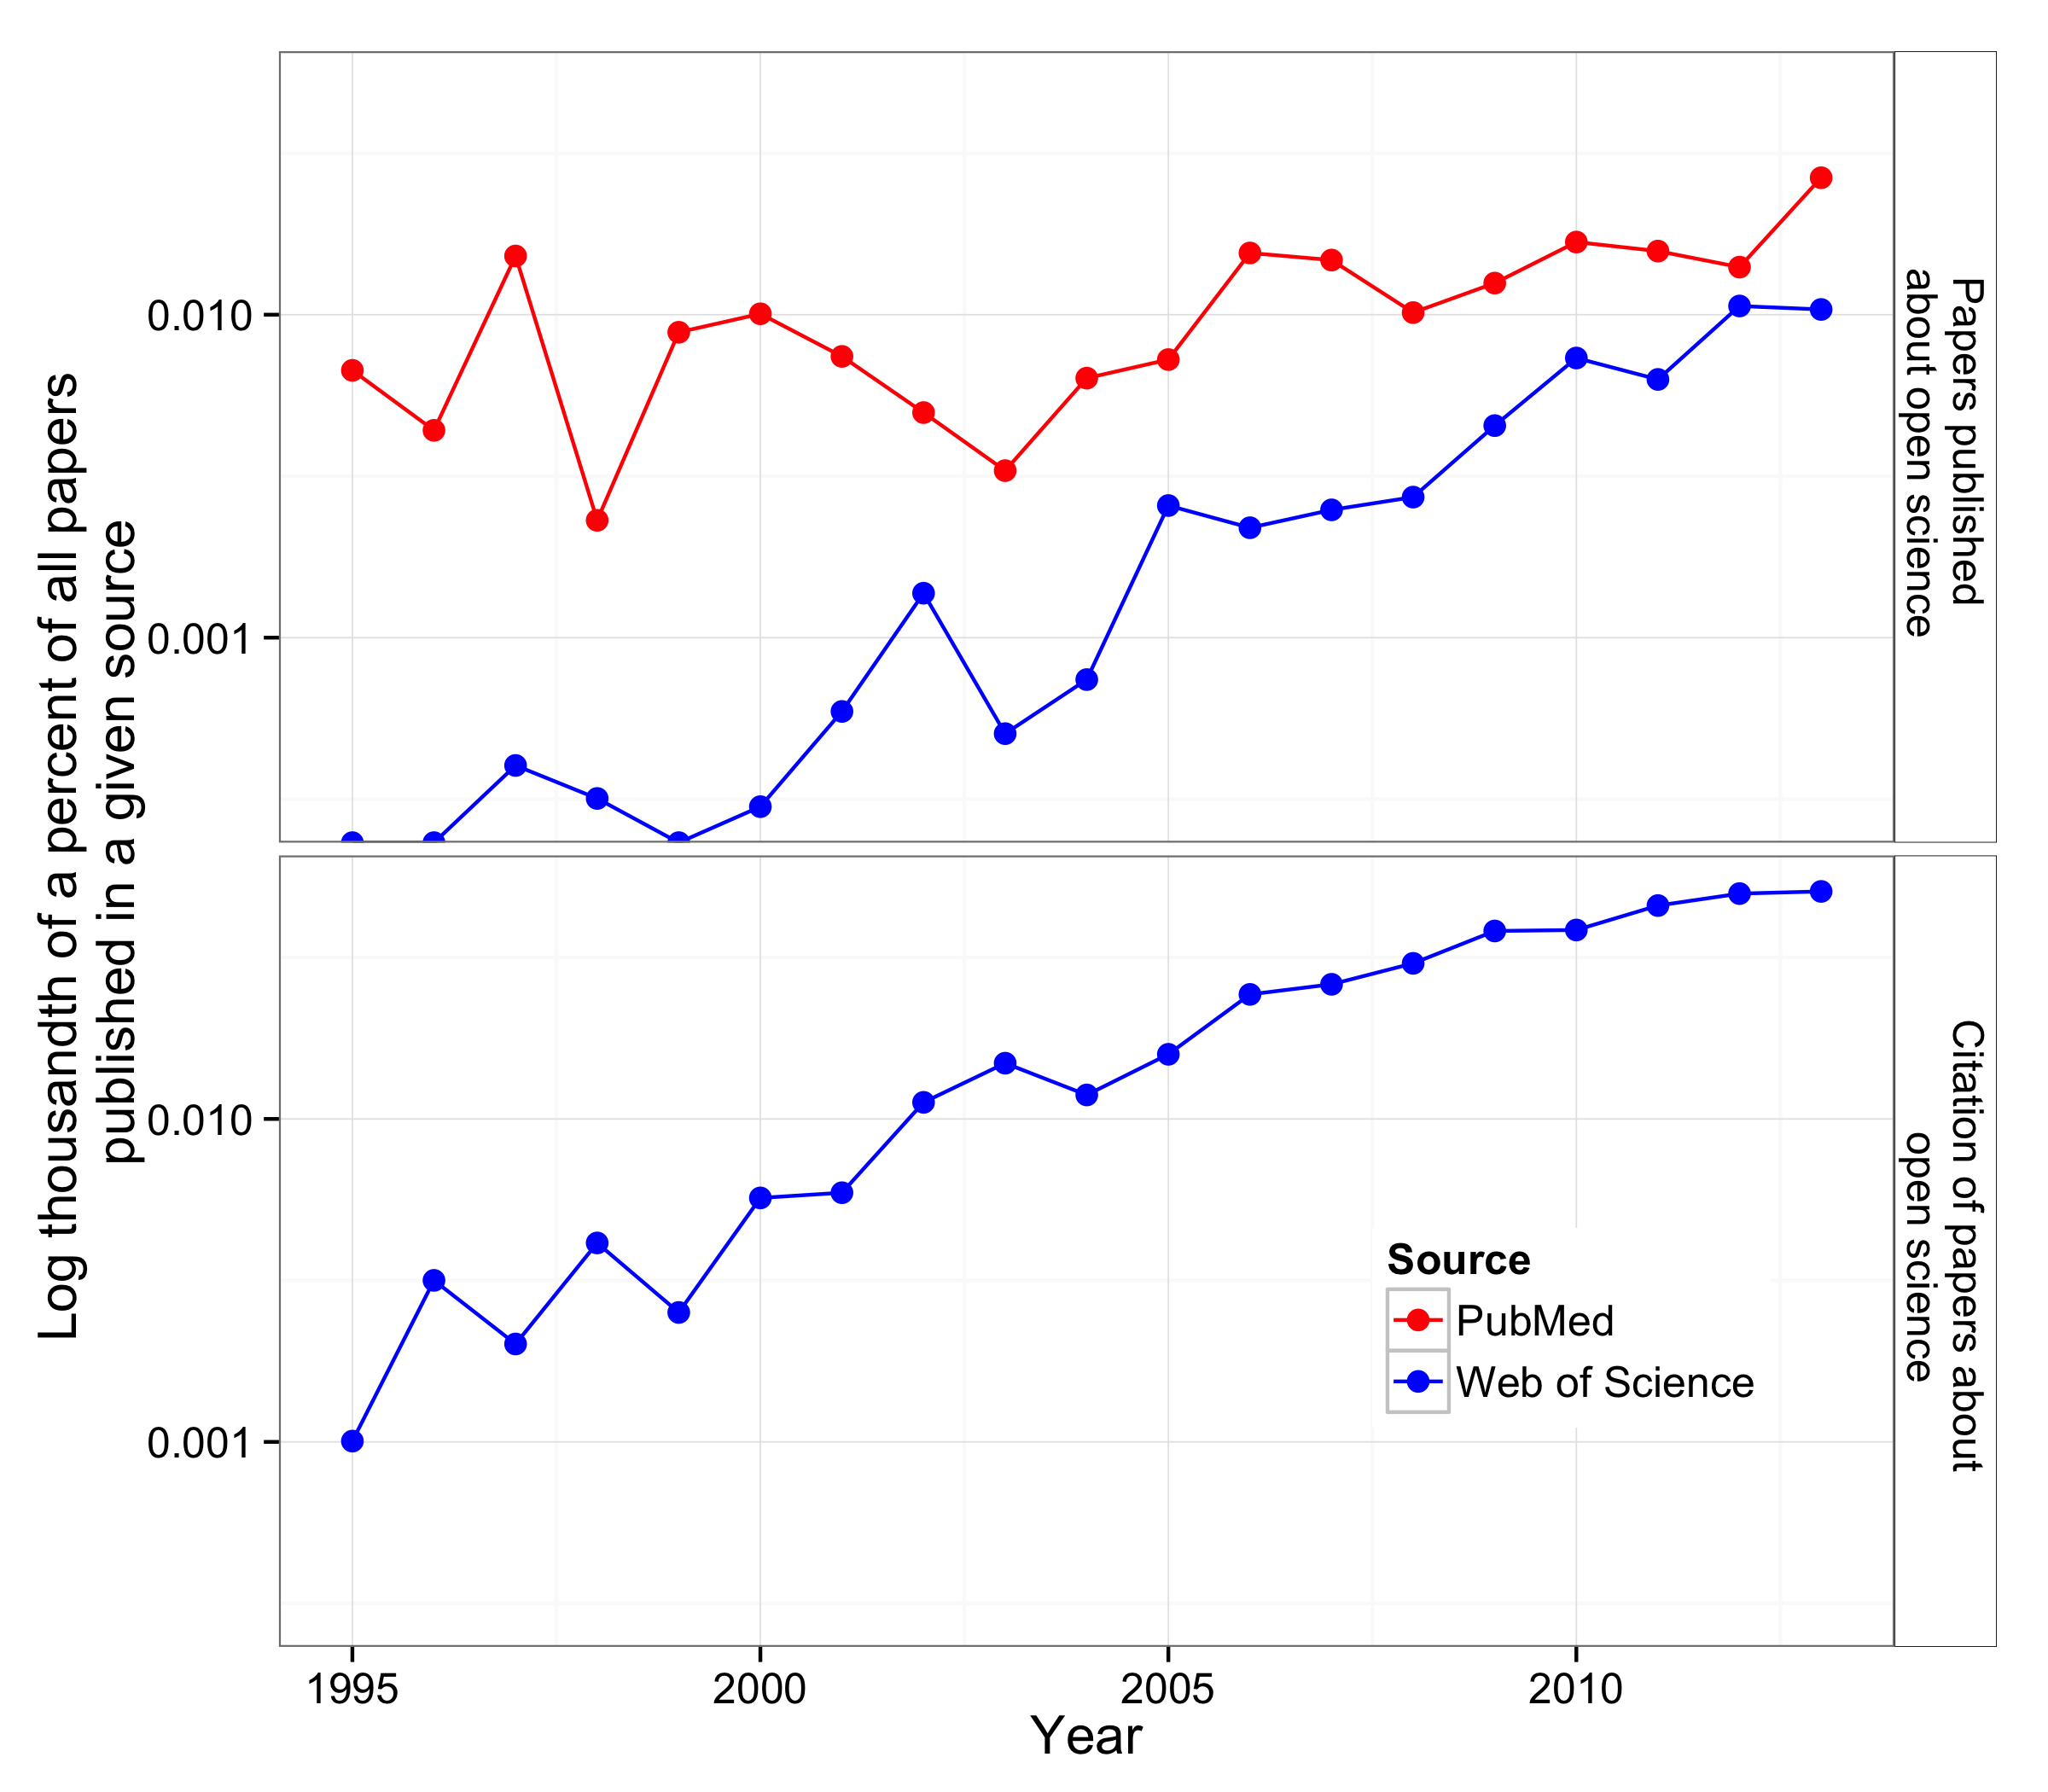 Log thousandth of a percent of all papers
published in a given source
0.010
0.001
Papers published
about open science
0.010
0.001
Citation of papers about
open science
Source
PubMed
Web of Science
1995
2000
2005
2010
Year